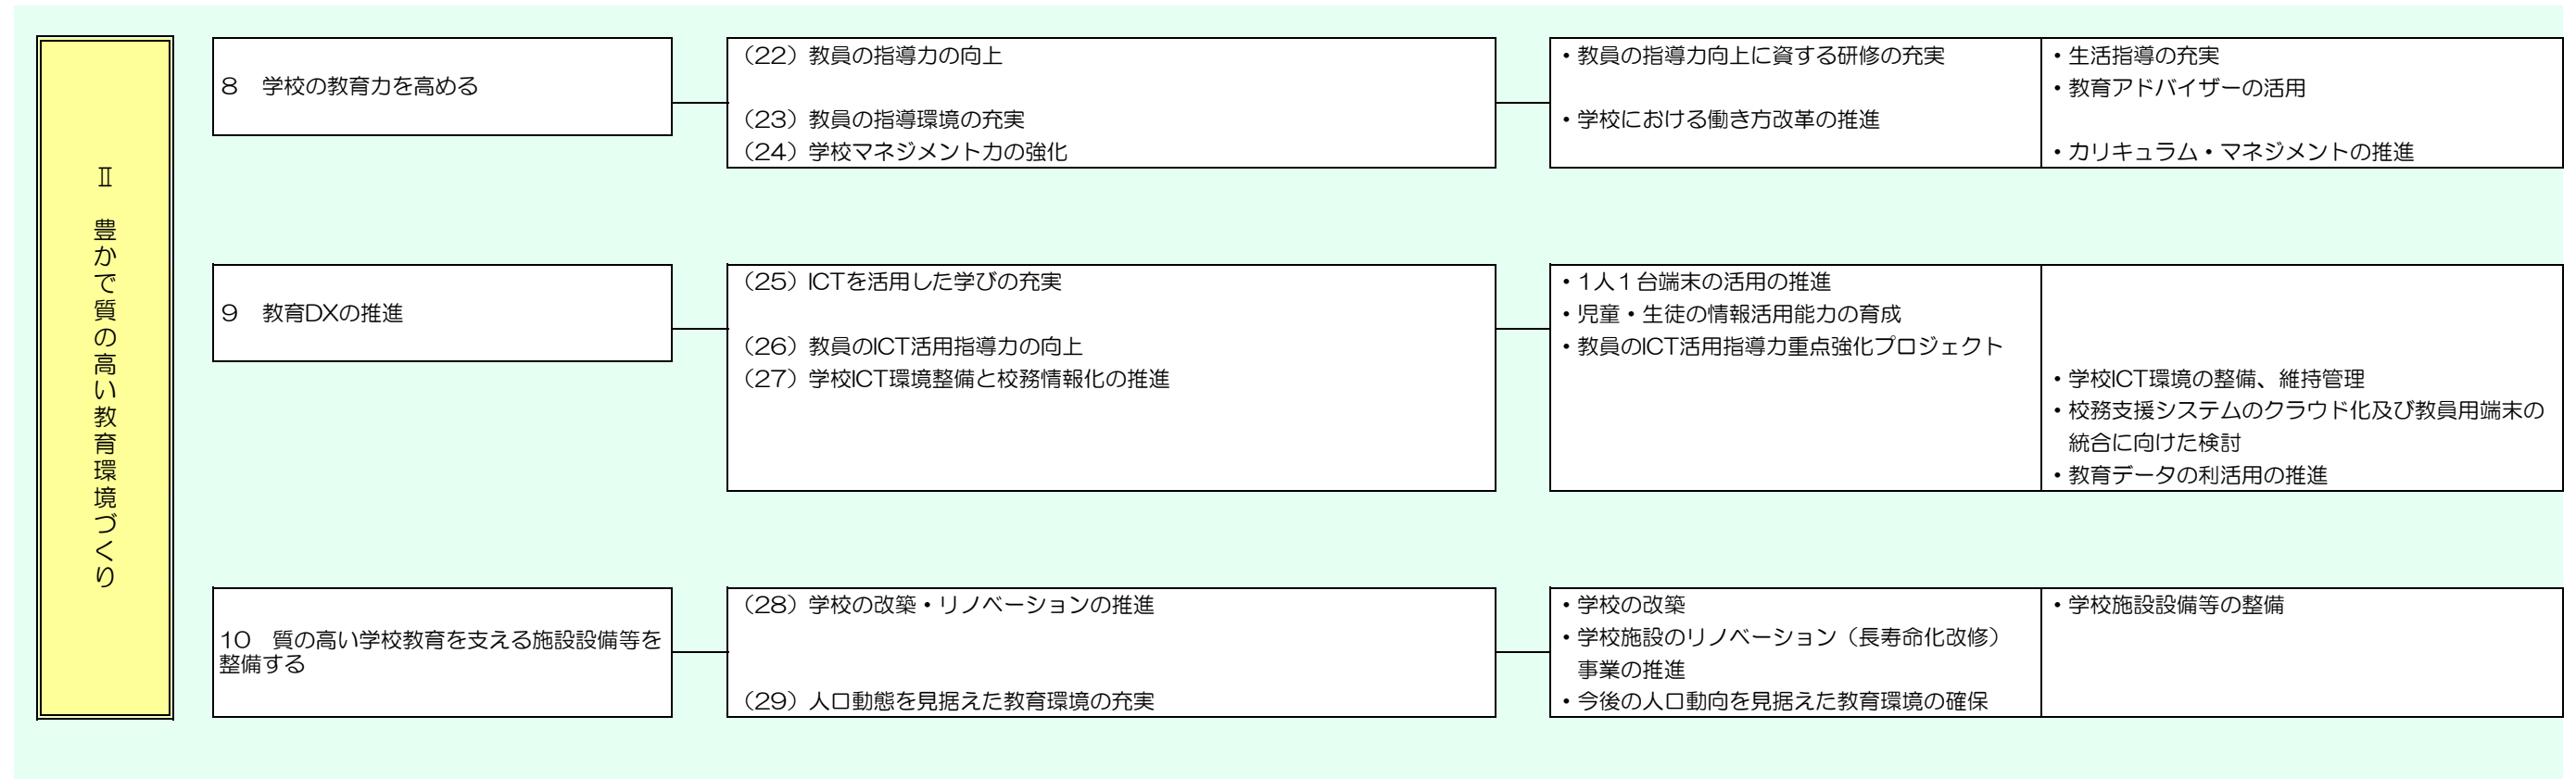 Ⅱ 豊かで質の高い教育環境づくり
8 学校の教育力を高める
(22)教員の指導力の向上
(23)教員の指導環境の充実
(24)学校マネジメント力の強化
・教員の指導力向上に資する研修の充実
・学校における働き方改革の推進
・生活指導の充実
・教育アドバイザーの活用
・カリキュラム・マネジメントの推進
9 教育DXの推進
(25)ICTを活用した学びの充実
(26)教員のICT活用指導力の向上
(27)学校ICT環境整備と校務情報化の推進
・1人1台端末の活用の推進
・児童・生徒の情報活用能力の育成
・教員のICT活用指導力重点強化プロジェクト
・学校ICT環境の整備、維持管理
・校務支援システムのクラウド化及び教員用端末の
統合に向けた検討
・教育データの利活用の推進
10 質の高い学校教育を支える施設設備等を
整備する
(28)学校の改築・リノベーションの推進
(29)人口動態を見据えた教育環境の充実
・学校の改築
・学校施設のリノベーション(長寿命化改修)
事業の推進
・今後の人口動向を見据えた教育環境の確保
・学校施設設備等の整備